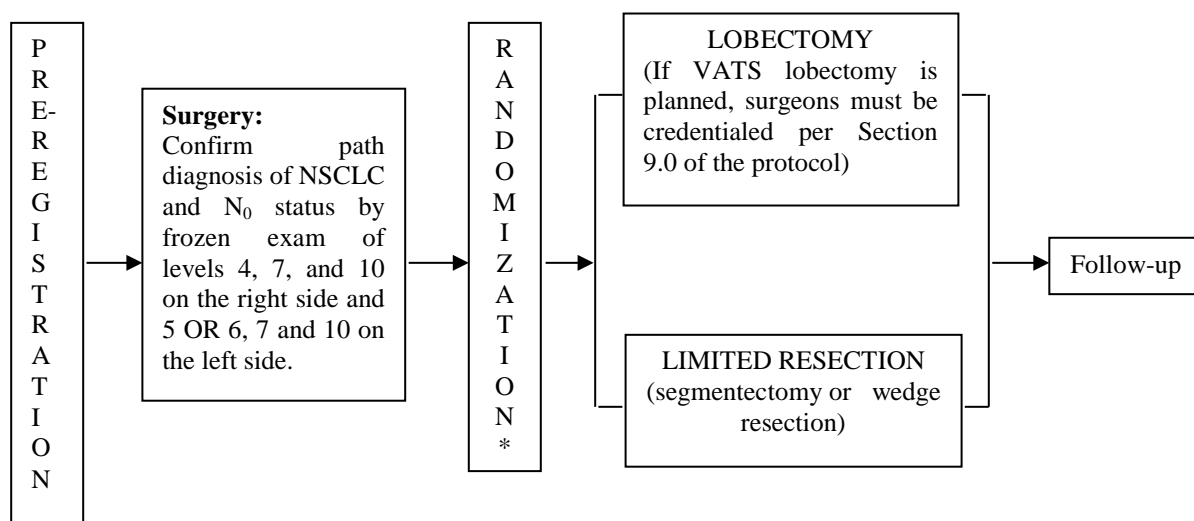 P
R
E-
R
E
G
I
S
T
R
A
T
I
O
N
Surgery:
Confirm path
diagnosis of NSCLC
and N₀ status by
frozen exam of
levels 4, 7, and 10
on the right side and
5 OR 6, 7 and 10 on
the left side.
R
A
N
D
O
M
I
Z
A
T
I
O
N
*
LOBECTOMY
(If VATS lobectomy is
planned, surgeons must be
credentialed per Section
9.0 of the protocol)
LIMITED RESECTION
(segmentectomy or wedge
resection)
Follow-up